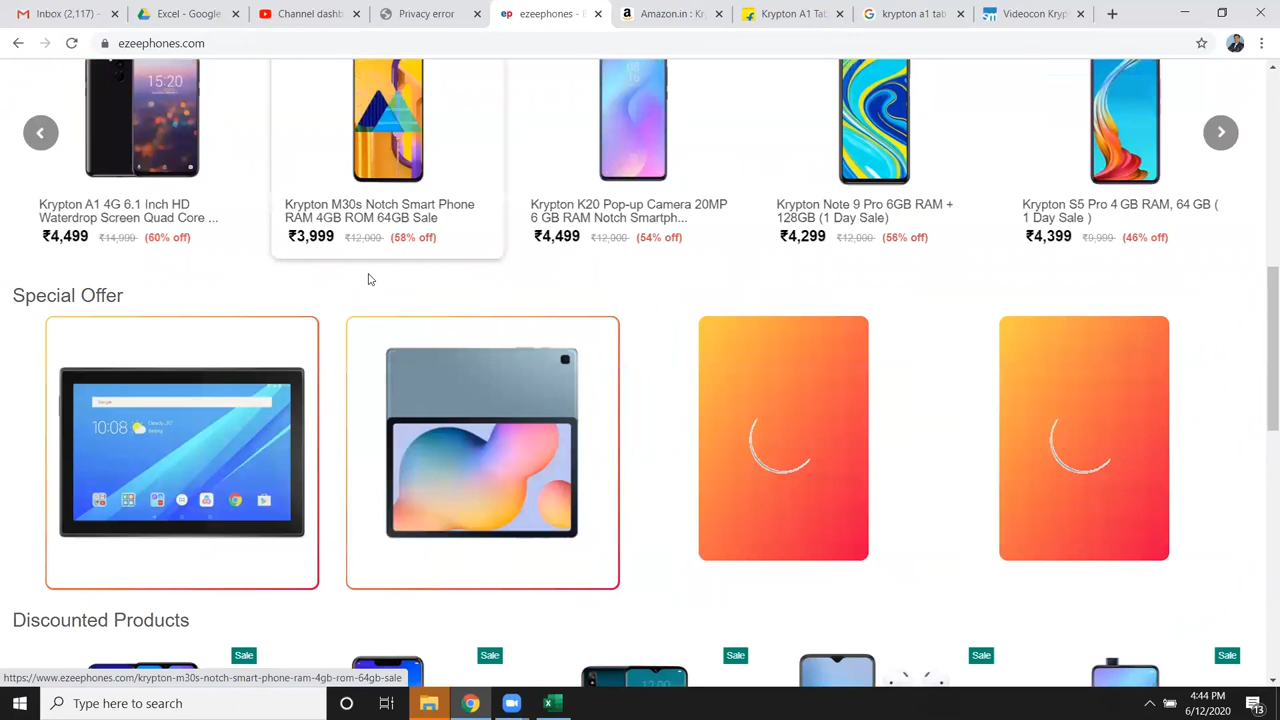 Inbox (2,117) -
Excel - Google
Channel dashb
Privacy error
ep ezeephones - E
Amazon.in : Kry
Krypton A1 Tab
krypton a1 tab
Videocon Krypt
ezeephones.com
15:20
Krypton A1 4G 6.1 Inch HD
Waterdrop Screen Quad Core ...
₹4,499 ₹14,999 (60% off)
Krypton M30s Notch Smart Phone
RAM 4GB ROM 64GB Sale
₹3,999 ₹12,000 (58% off)
Krypton K20 Pop-up Camera 20MP
6 GB RAM Notch Smartph...
₹4,499 ₹12,000 (54% off)
Krypton Note 9 Pro 6GB RAM +
128GB (1 Day Sale)
₹4,299 ₹12,000 (56% off)
Krypton S5 Pro 4 GB RAM, 64 GB (
1 Day Sale )
₹4,399 ₹9,999 (46% off)
Special Offer
Google
10:08
Discounted Products
Sale
Sale
Sale
Sale
Sale
https://www.ezeephones.com/krypton-m30s-notch-smart-phone-ram-4gb-rom-64gb-sale
Type here to search
4:44 PM
6/12/2020
13